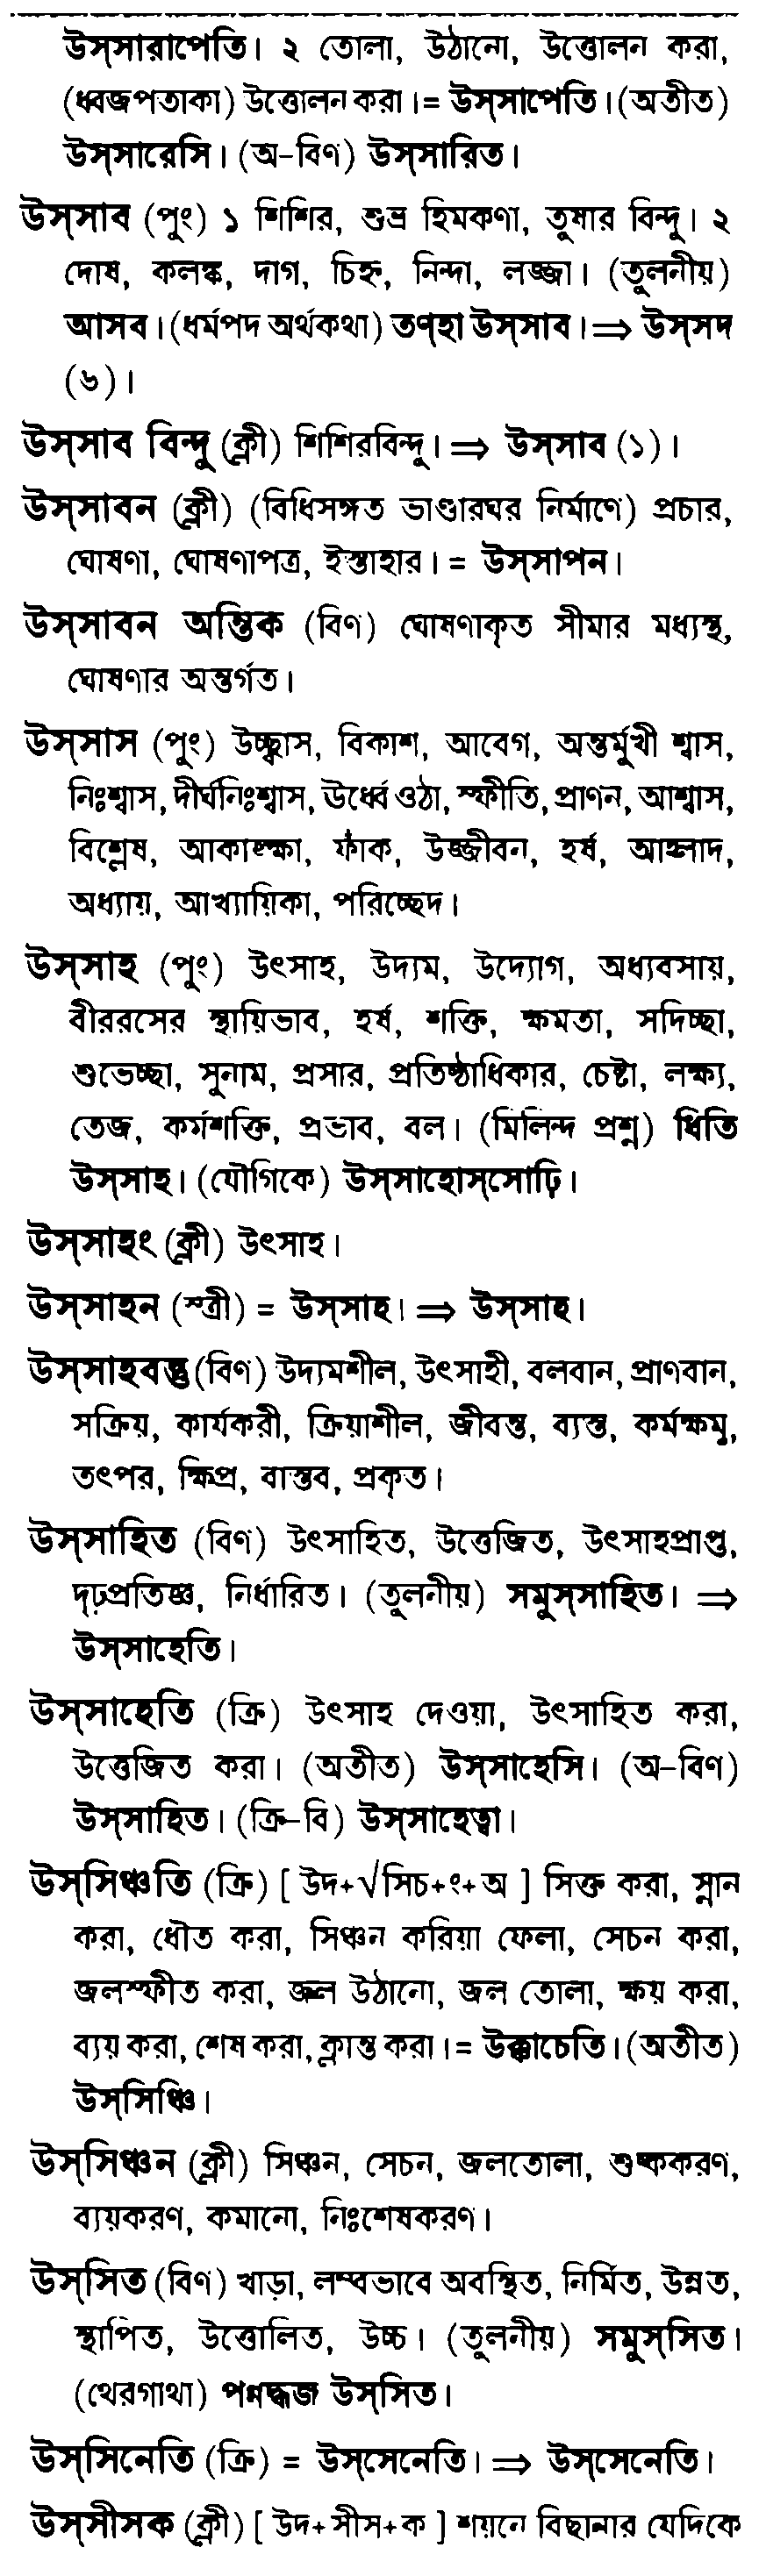 উস্সারাপেতি। ২ তোলা, উঠানো, উত্তোলন করা,
(ধ্বজপতাকা) উত্তোলন করা।= উস্সাপেতি। (অতীত)
উস্সারেসি। (অ-বিণ) উস্সারিত।
উস্সাব (পুং) ১ শিশির, শুভ্র হিমকণা, তুষার বিন্দু। ২
দোষ, কলঙ্ক, দাগ, চিহ্ন, নিন্দা, লজ্জা। (তুলনীয়)
আসব। (ধর্মপদ অর্থকথা) তণ্হা উস্সাব।⇒ উস্সদ
(৬)।
উস্সাব বিন্দু (ক্লী) শিশিরবিন্দু।⇒ উস্সাব (১)।
উস্সাবন (ক্লী) (বিধিসঙ্গত ভাণ্ডারঘর নির্মাণে) প্রচার,
ঘোষণা, ঘোষণাপত্র, ইস্তাহার। = উস্সাপন।
উস্সাবন অন্তিক (বিণ) ঘোষণাকৃত সীমার মধ্যস্থ,
ঘোষণার অন্তর্গত।
উস্সাস (পুং) উচ্ছ্বাস, বিকাশ, আবেগ, অন্তর্মুখী শ্বাস,
নিঃশ্বাস, দীর্ঘনিঃশ্বাস, ঊর্ধ্বে ওঠা, স্ফীতি, প্রাণন, আশ্বাস,
বিশ্লেষ, আকাঙ্ক্ষা, ফাঁক, উজ্জীবন, হর্ষ, আহ্লাদ,
অধ্যায়, আখ্যায়িকা, পরিচ্ছেদ।
উস্সাহ (পুং) উৎসাহ, উদ্যম, উদ্যোগ, অধ্যবসায়,
বীররসের স্থায়িভাব, হর্ষ, শক্তি, ক্ষমতা, সদিচ্ছা,
শুভেচ্ছা, সুনাম, প্রসার, প্রতিষ্ঠাধিকার, চেষ্টা, লক্ষ্য,
তেজ, কর্মশক্তি, প্রভাব, বল। (মিলিন্দ প্রশ্ন) ধিতি
উস্সাহ। (যৌগিকে) উস্সাহোস্সোঢ়ি।
উস্সাহং (ক্লী) উৎসাহ।
উস্সাহন (স্ত্রী) = উস্সাহ। ⇒ উস্সাহ।
উস্সাহবন্তু (বিণ) উদ্যমশীল, উৎসাহী, বলবান, প্রাণবান,
সক্রিয়, কার্যকরী, ক্রিয়াশীল, জীবন্ত, ব্যস্ত, কর্মক্ষম,
তৎপর, ক্ষিপ্র, বাস্তব, প্রকৃত।
উস্সাহিত (বিণ) উৎসাহিত, উত্তেজিত, উৎসাহপ্রাপ্ত,
দৃঢ়প্রতিজ্ঞ, নির্ধারিত। (তুলনীয়) সমুস্সাহিত। ⇒
উস্সাহেতি।
উস্সাহেতি (ক্রি) উৎসাহ দেওয়া, উৎসাহিত করা,
উত্তেজিত করা। (অতীত) উস্সাহেসি। (অ-বিণ)
উস্সাহিত। (ক্রি-বি) উস্সাহেত্বা।
উস্সিঞ্চতি (ক্রি) [ উদ+√সিচ+ং+অ ] সিক্ত করা, স্নান
করা, ধৌত করা, সিঞ্চন করিয়া ফেলা, সেচন করা,
জলস্ফীত করা, জল উঠানো, জল তোলা, ক্ষয় করা,
ব্যয় করা, শেষ করা, ক্লান্ত করা।= উক্কাচেতি। (অতীত)
উস্সিঞ্চি।
উস্সিঞ্চন (ক্লী) সিঞ্চন, সেচন, জলতোলা, শুষ্ককরণ,
ব্যয়করণ, কমানো, নিঃশেষকরণ।
উস্সিত (বিণ) খাড়া, লম্বভাবে অবস্থিত, নির্মিত, উন্নত,
স্থাপিত, উত্তোলিত, উচ্চ। (তুলনীয়) সমুস্সিত।
(থেরগাথা) পন্নদ্ধজ উস্সিত।
উস্সিনেতি (ক্রি) = উস্সেনেতি। ⇒ উস্সেনেতি।
উস্সীসক (ক্লী) [ উদ+সীস+ক ] শয়নে বিছানার যেদিকে